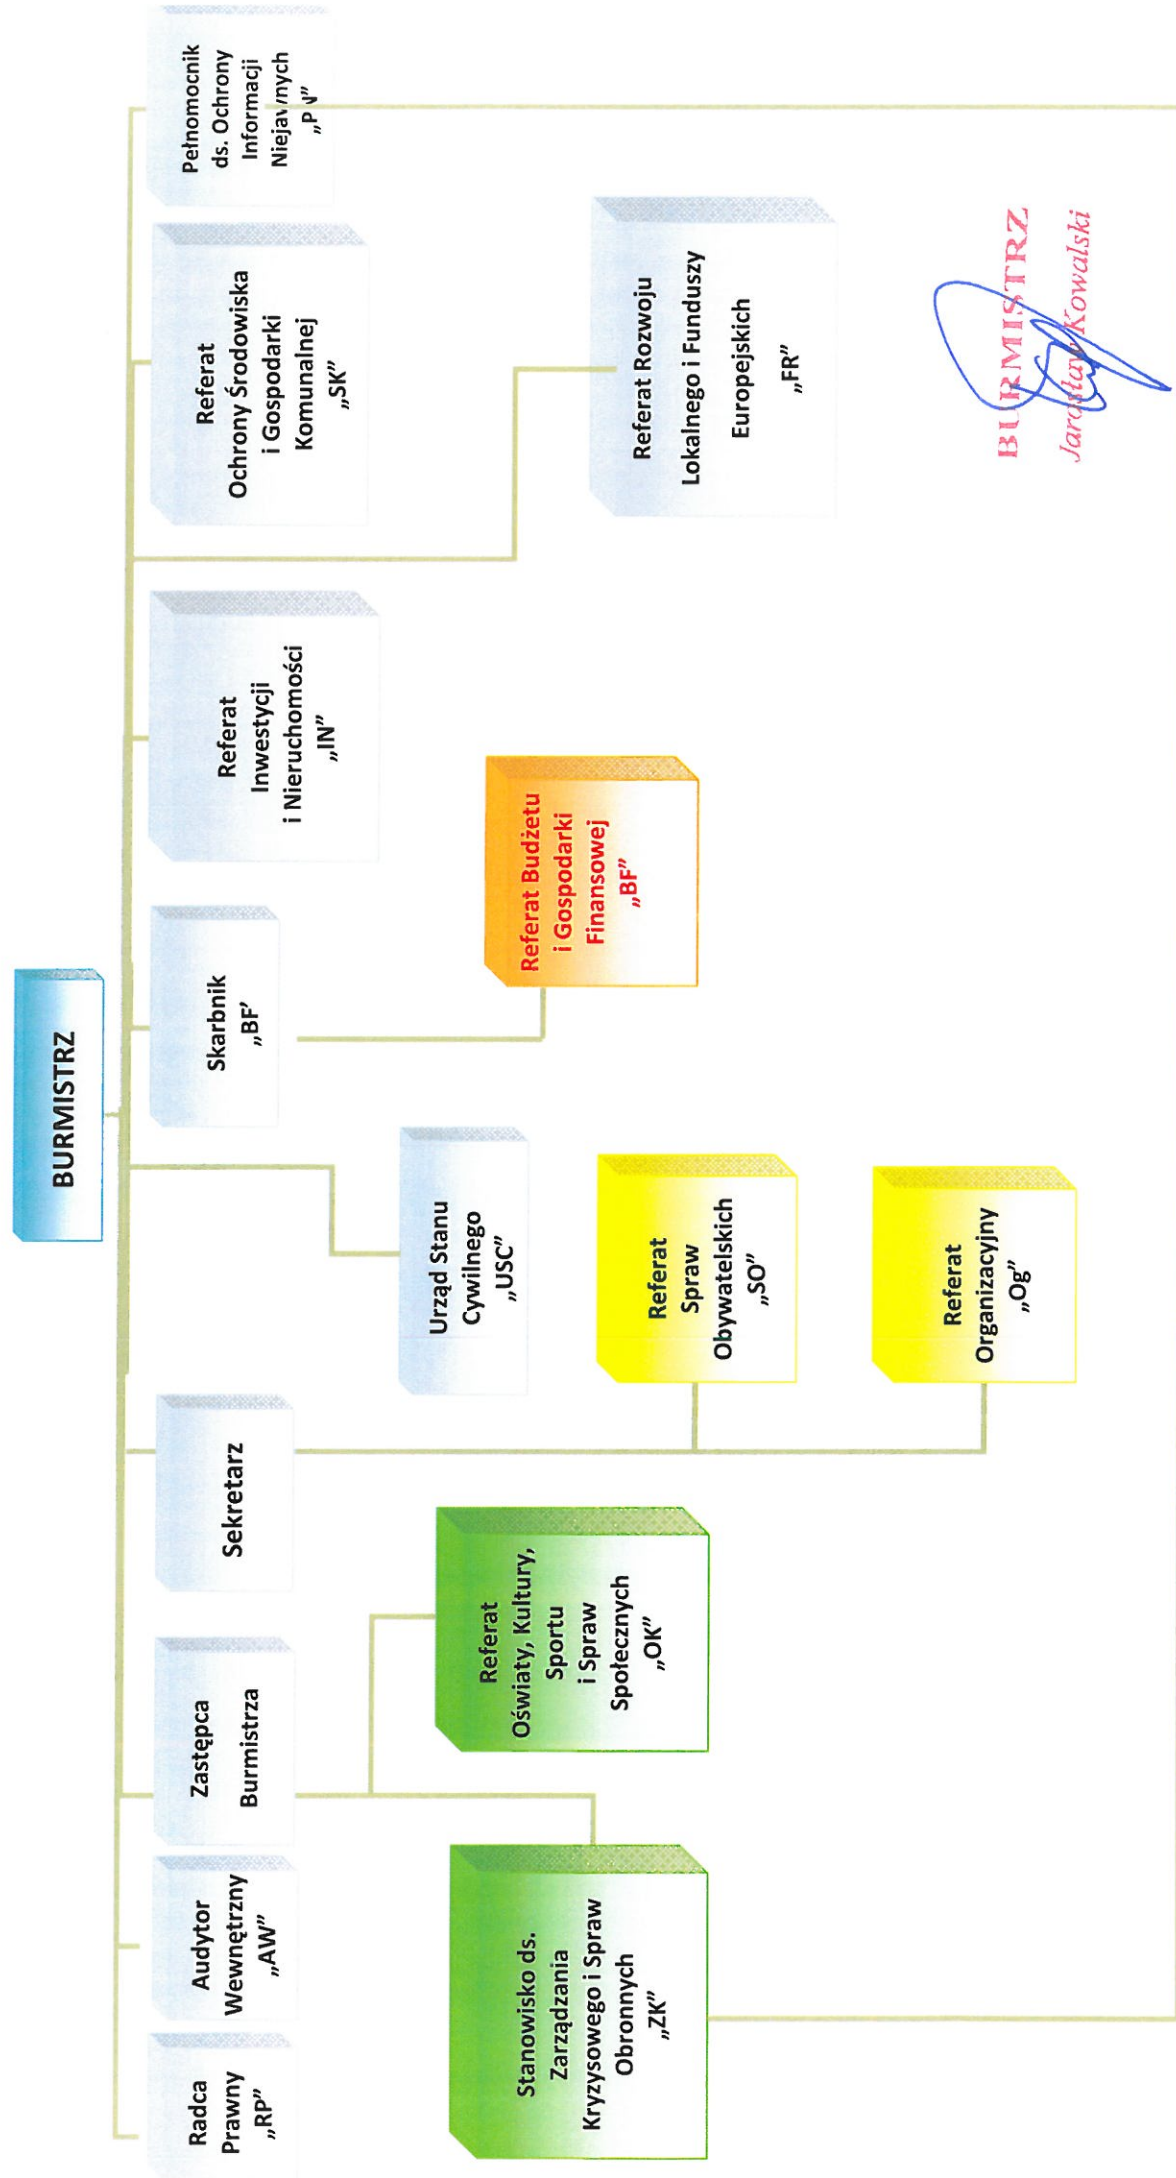 BURMISTRZ
Radca
Prawny
„RP”
Audytor
Wewnętrzny
„AW”
Zastępca
Burmistrza
Sekretarz
Skarbnik
„BF’
Referat
Inwestycji
i Nieruchomości
„IN”
Referat
Ochrony Środowiska
i Gospodarki
Komunalnej
„SK”
Pełnomocnik
ds. Ochrony
Informacji
Niejawnych
„PN”
Stanowisko ds.
Zarządzania
Kryzysowego i Spraw
Obronnych
„ZK”
Referat
Oświaty, Kultury,
Sportu
i Spraw
Społecznych
„OK”
Urząd Stanu
Cywilnego
„USC”
Referat
Spraw
Obywatelskich
„SO”
Referat
Organizacyjny
„Og”
Referat Budżetu
i Gospodarki
Finansowej
„BF”
Referat Rozwoju
Lokalnego i Funduszy
Europejskich
„FR”
BURMISTRZ
Jarosław Kowalski